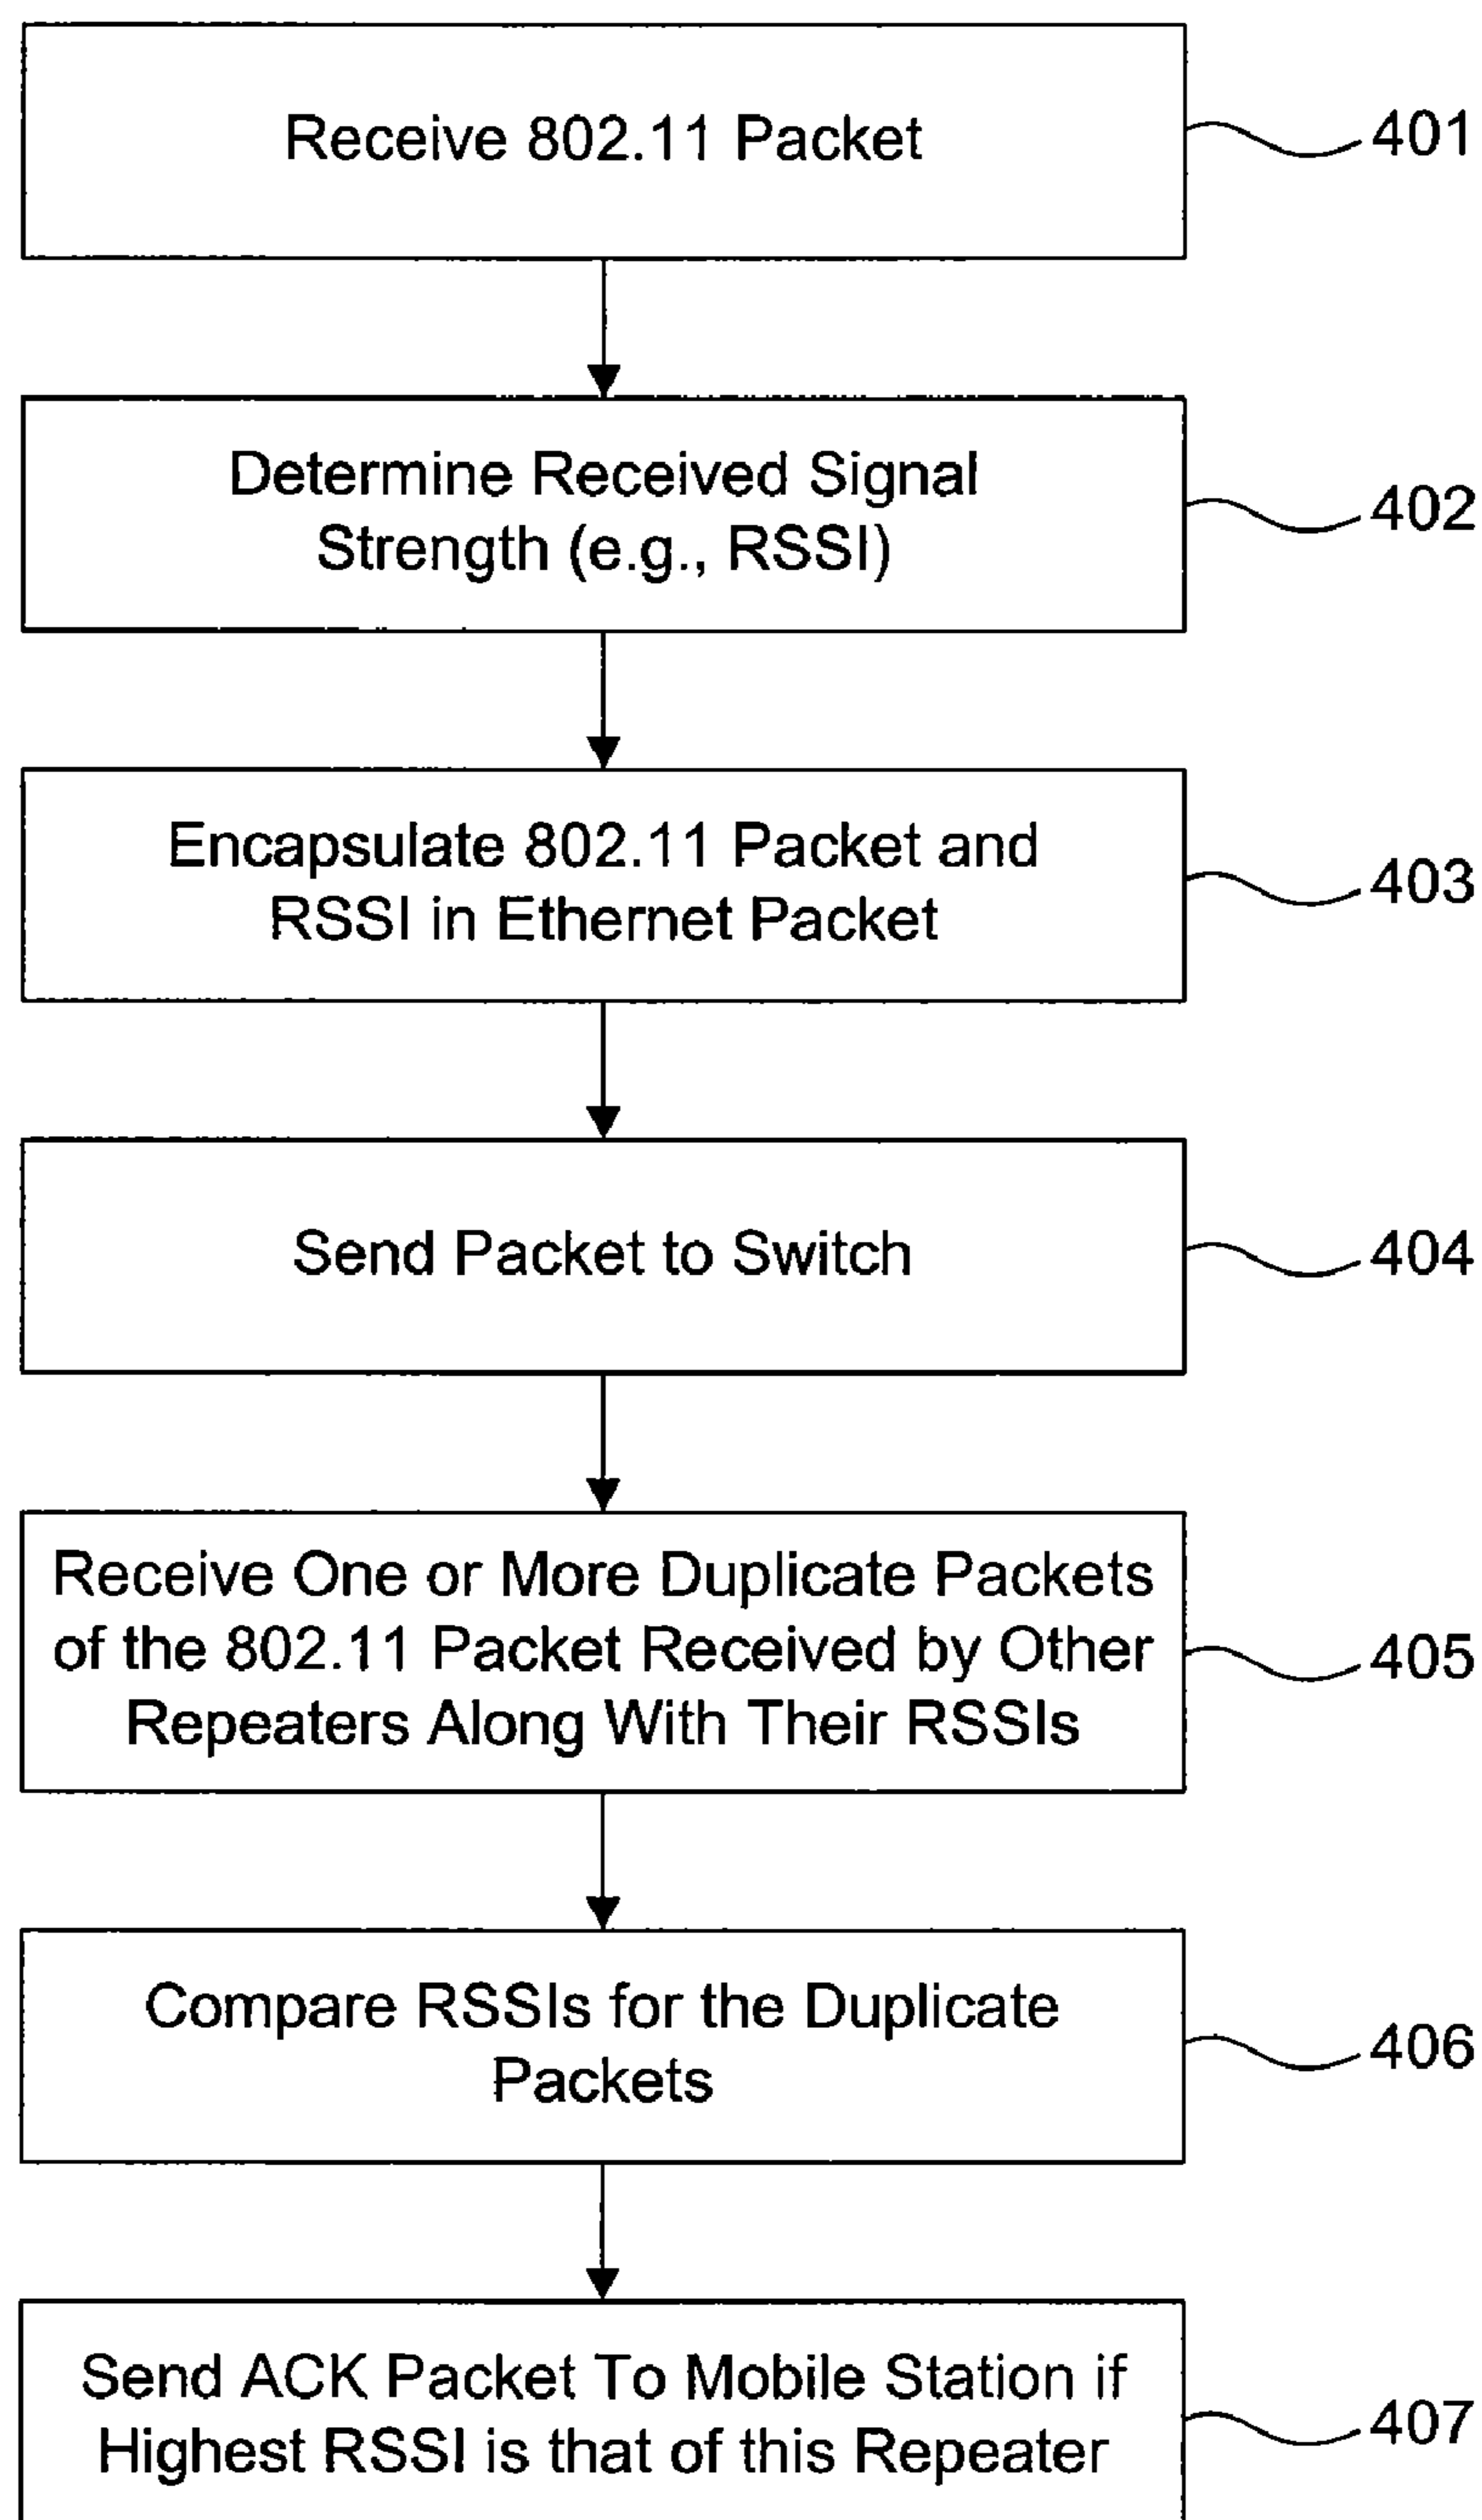 Receive 802.11 Packet
401
Determine Received Signal
Strength (e.g., RSSI)
402
Encapsulate 802.11 Packet and
RSSI in Ethernet Packet
403
Send Packet to Switch
404
Receive One or More Duplicate Packets
of the 802.11 Packet Received by Other
Repeaters Along With Their RSSIs
405
Compare RSSIs for the Duplicate
Packets
406
Send ACK Packet To Mobile Station if
Highest RSSI is that of this Repeater
407